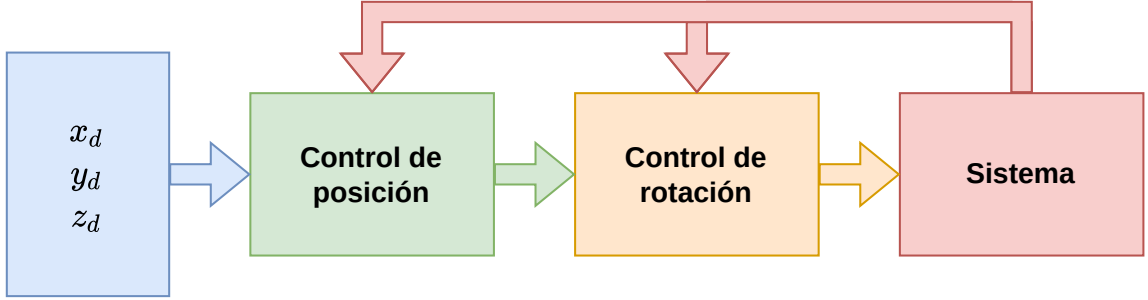 x_d
y_d
z_d
Control de
posición
Control de
rotación
Sistema